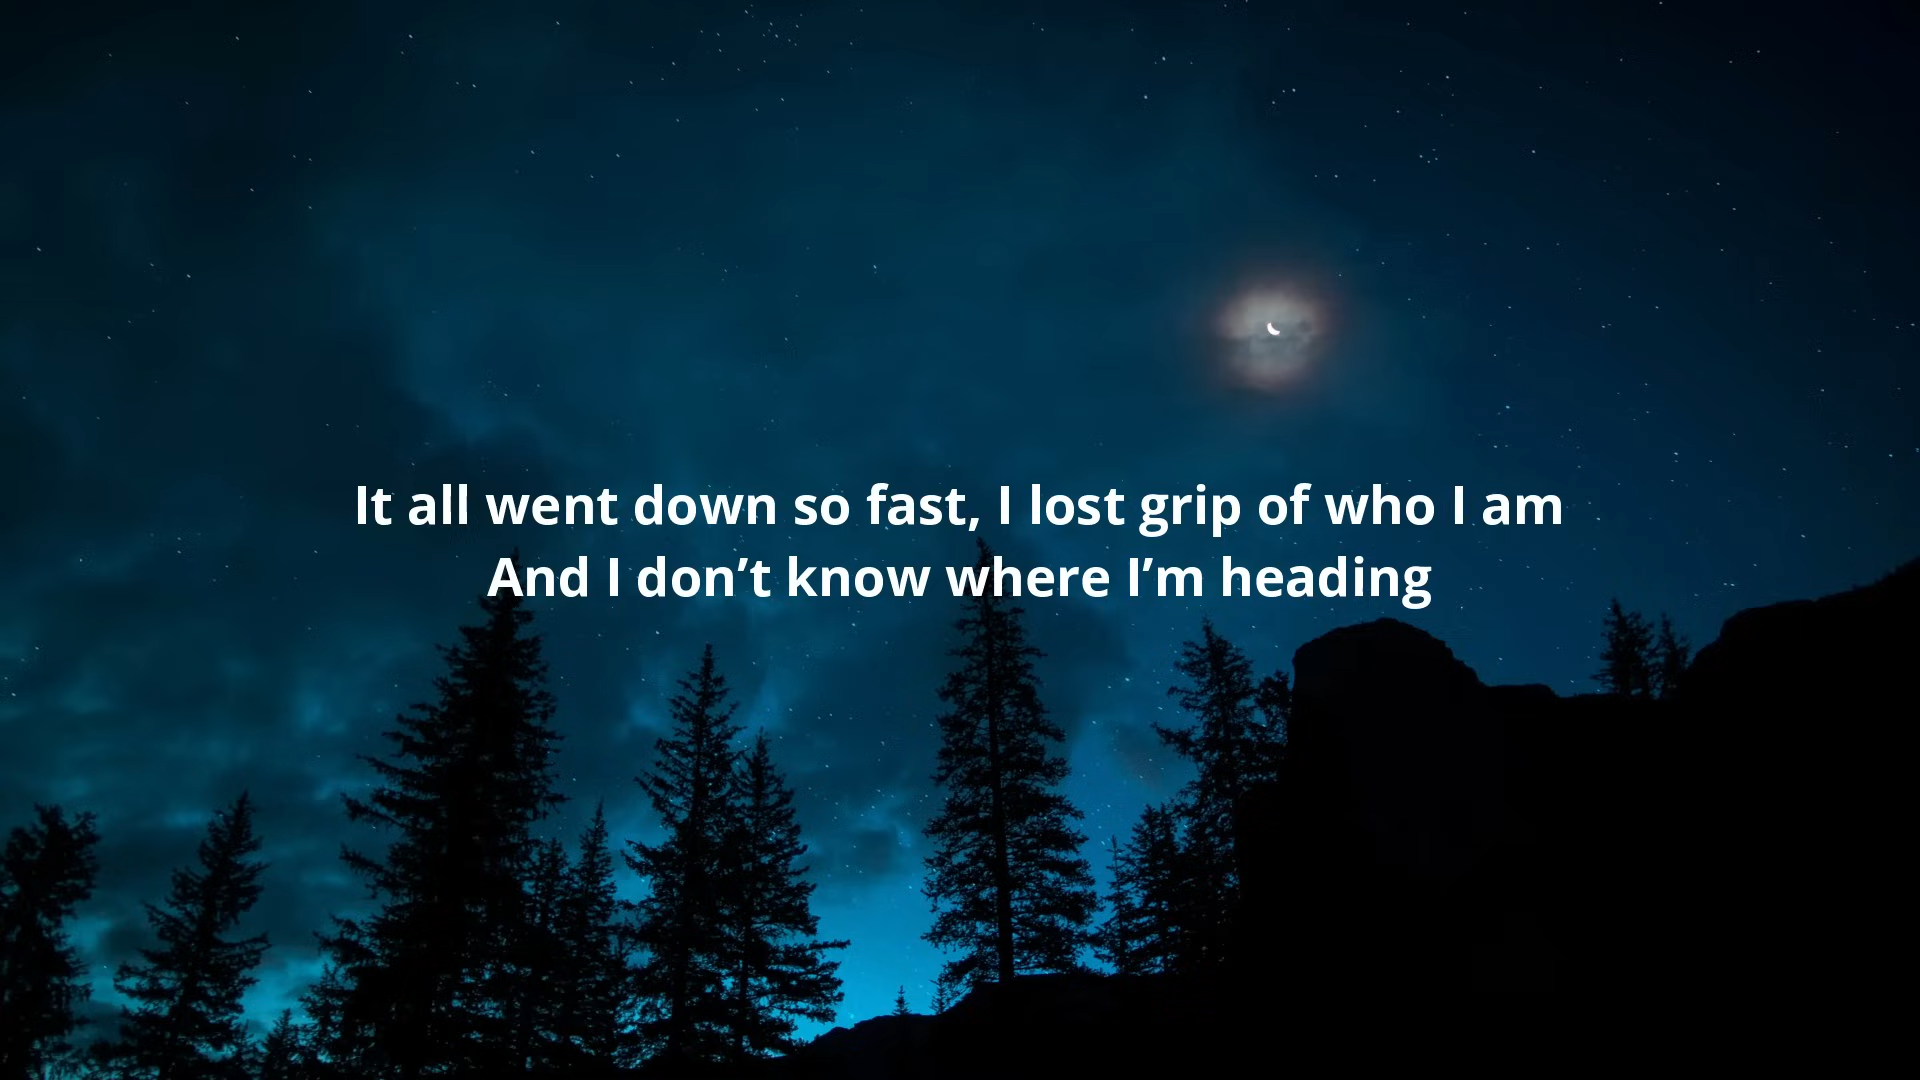 It all went down so fast, I lost grip of who I am
And I don’t know where I’m heading